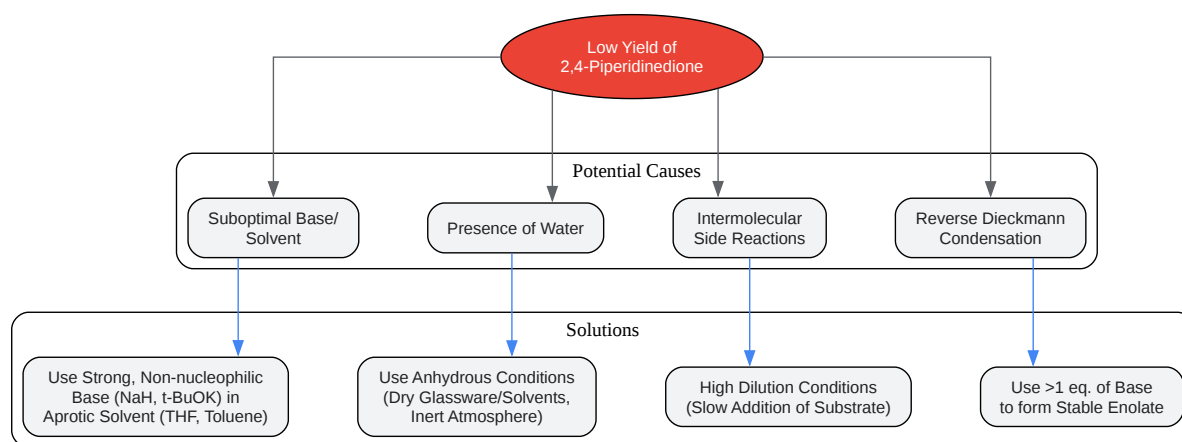 Low Yield of
2,4-Piperidinedione
Potential Causes
Suboptimal Base/
Solvent
Presence of Water
Intermolecular
Side Reactions
Reverse Dieckmann
Condensation
Solutions
Use Strong, Non-nucleophilic
Base (NaH, t-BuOK) in
Aprotic Solvent (THF, Toluene)
Use Anhydrous Conditions
(Dry Glassware/Solvents,
Inert Atmosphere)
High Dilution Conditions
(Slow Addition of Substrate)
Use >1 eq. of Base
to form Stable Enolate